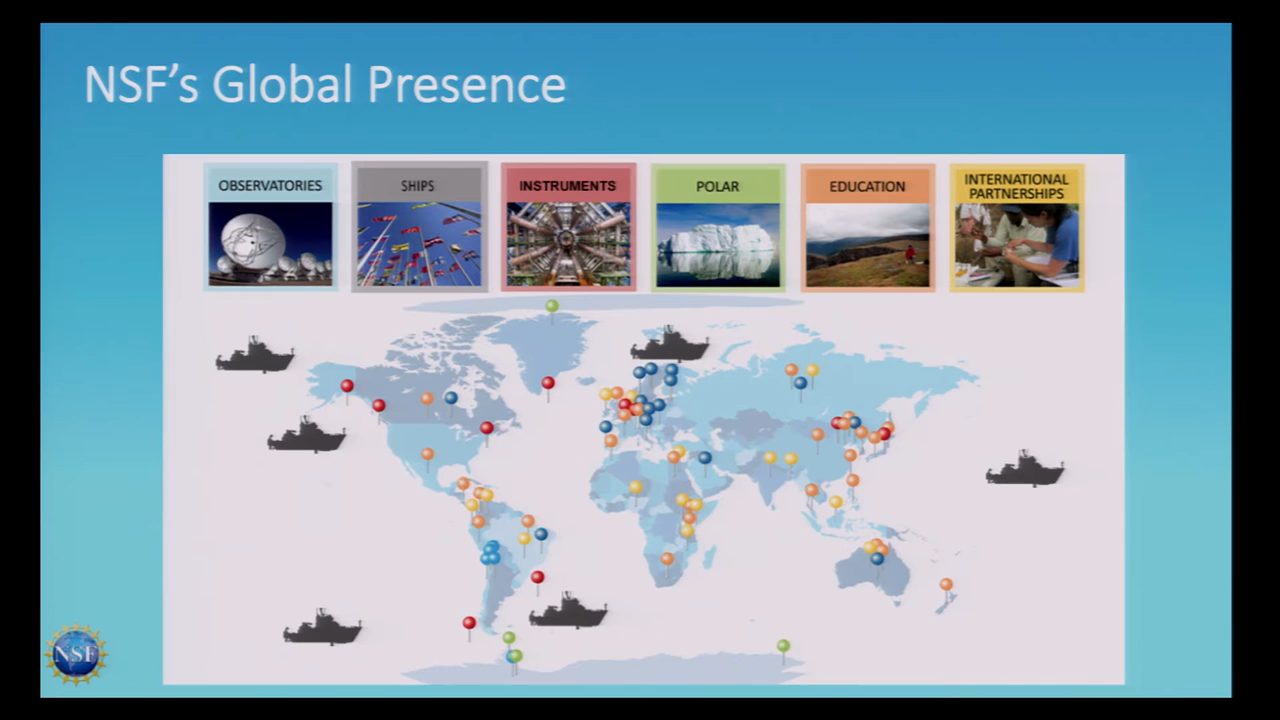 NSF's Global Presence
OBSERVATORIES
SHIPS
INSTRUMENTS
POLAR
EDUCATION
INTERNATIONAL
PARTNERSHIPS
NSF